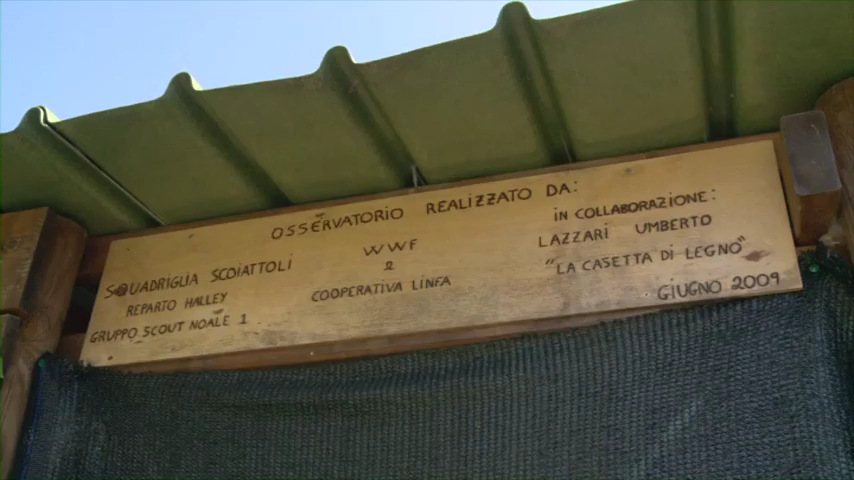 OSSERVATORIO REALIZZATO DA:
SQUADRIGLIA SCOIATTOLI
REPARTO HALLEY
GRUPPO SCOUT NOALE 1
WWF
e
COOPERATIVA LINFA
IN COLLABORAZIONE:
LAZZARI UMBERTO
"LA CASETTA DI LEGNO"
GIUGNO 2009